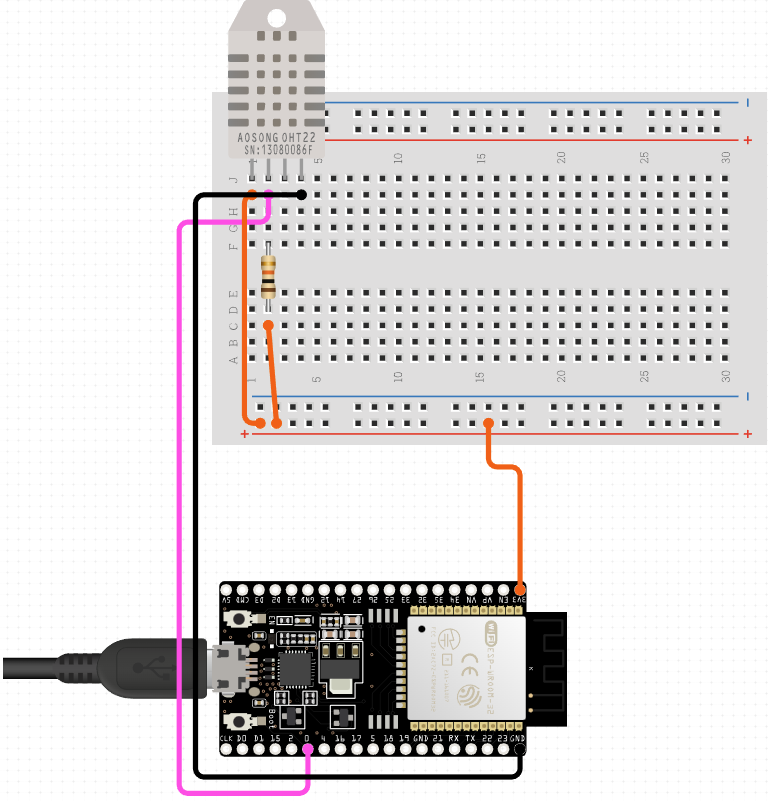 AOSONG OHT22
SN:13080086F
5 10 15 20 25 30
J
H
G
F
E
D
C
B
A
1 5 10 15 20 25 30
5V CMD D3 D2 13 GND 12 14 27 26 25 33 32 35 34 VN VP EN 3V3
WiFi
ESP-WROOM-32
CE
Boot
CLK D0 D1 15 2 0 4 16 17 5 18 19 GND 21 RX TX 22 23 GND